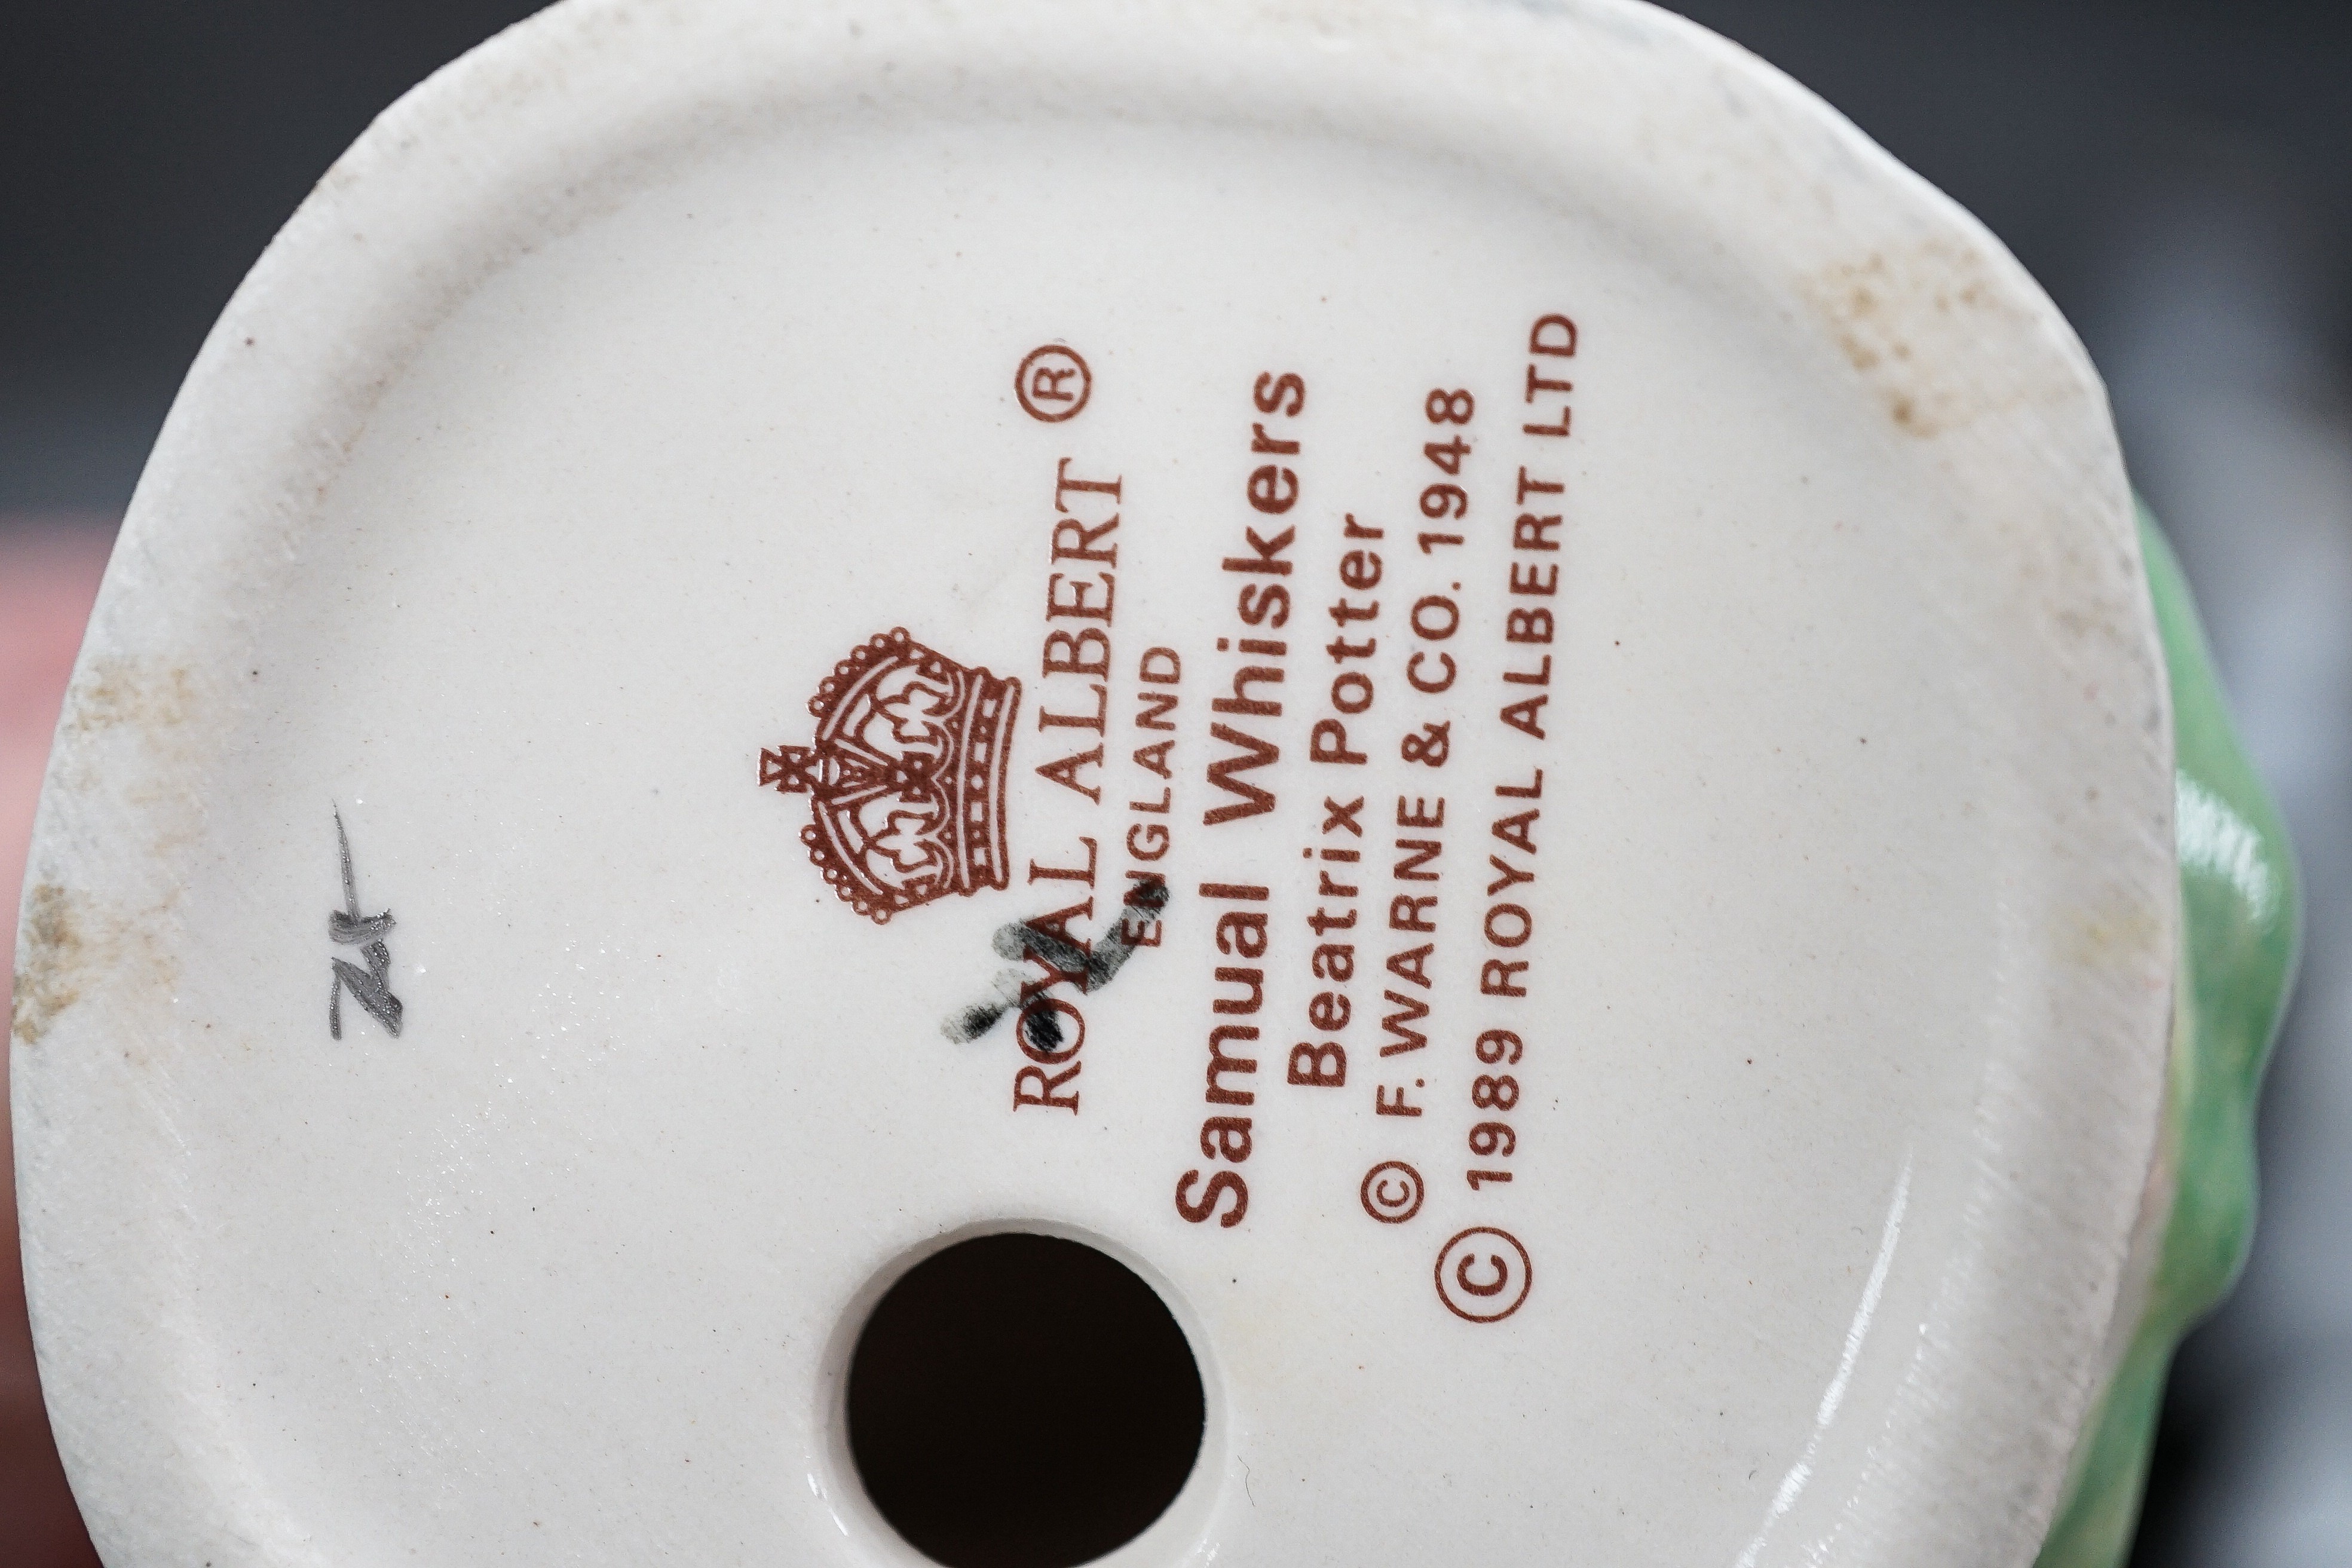 ROYAL ALBERT ®
ENGLAND
Samual Whiskers
Beatrix Potter
© F. WARNE & CO. 1948
© 1989 ROYAL ALBERT LTD